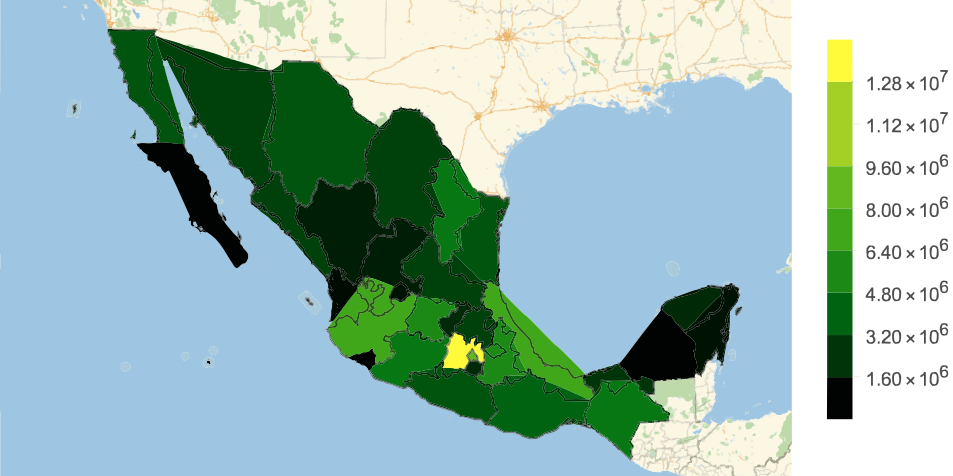 1.28 × 10⁷
1.12 × 10⁷
9.60 × 10⁶
8.00 × 10⁶
6.40 × 10⁶
4.80 × 10⁶
3.20 × 10⁶
1.60 × 10⁶